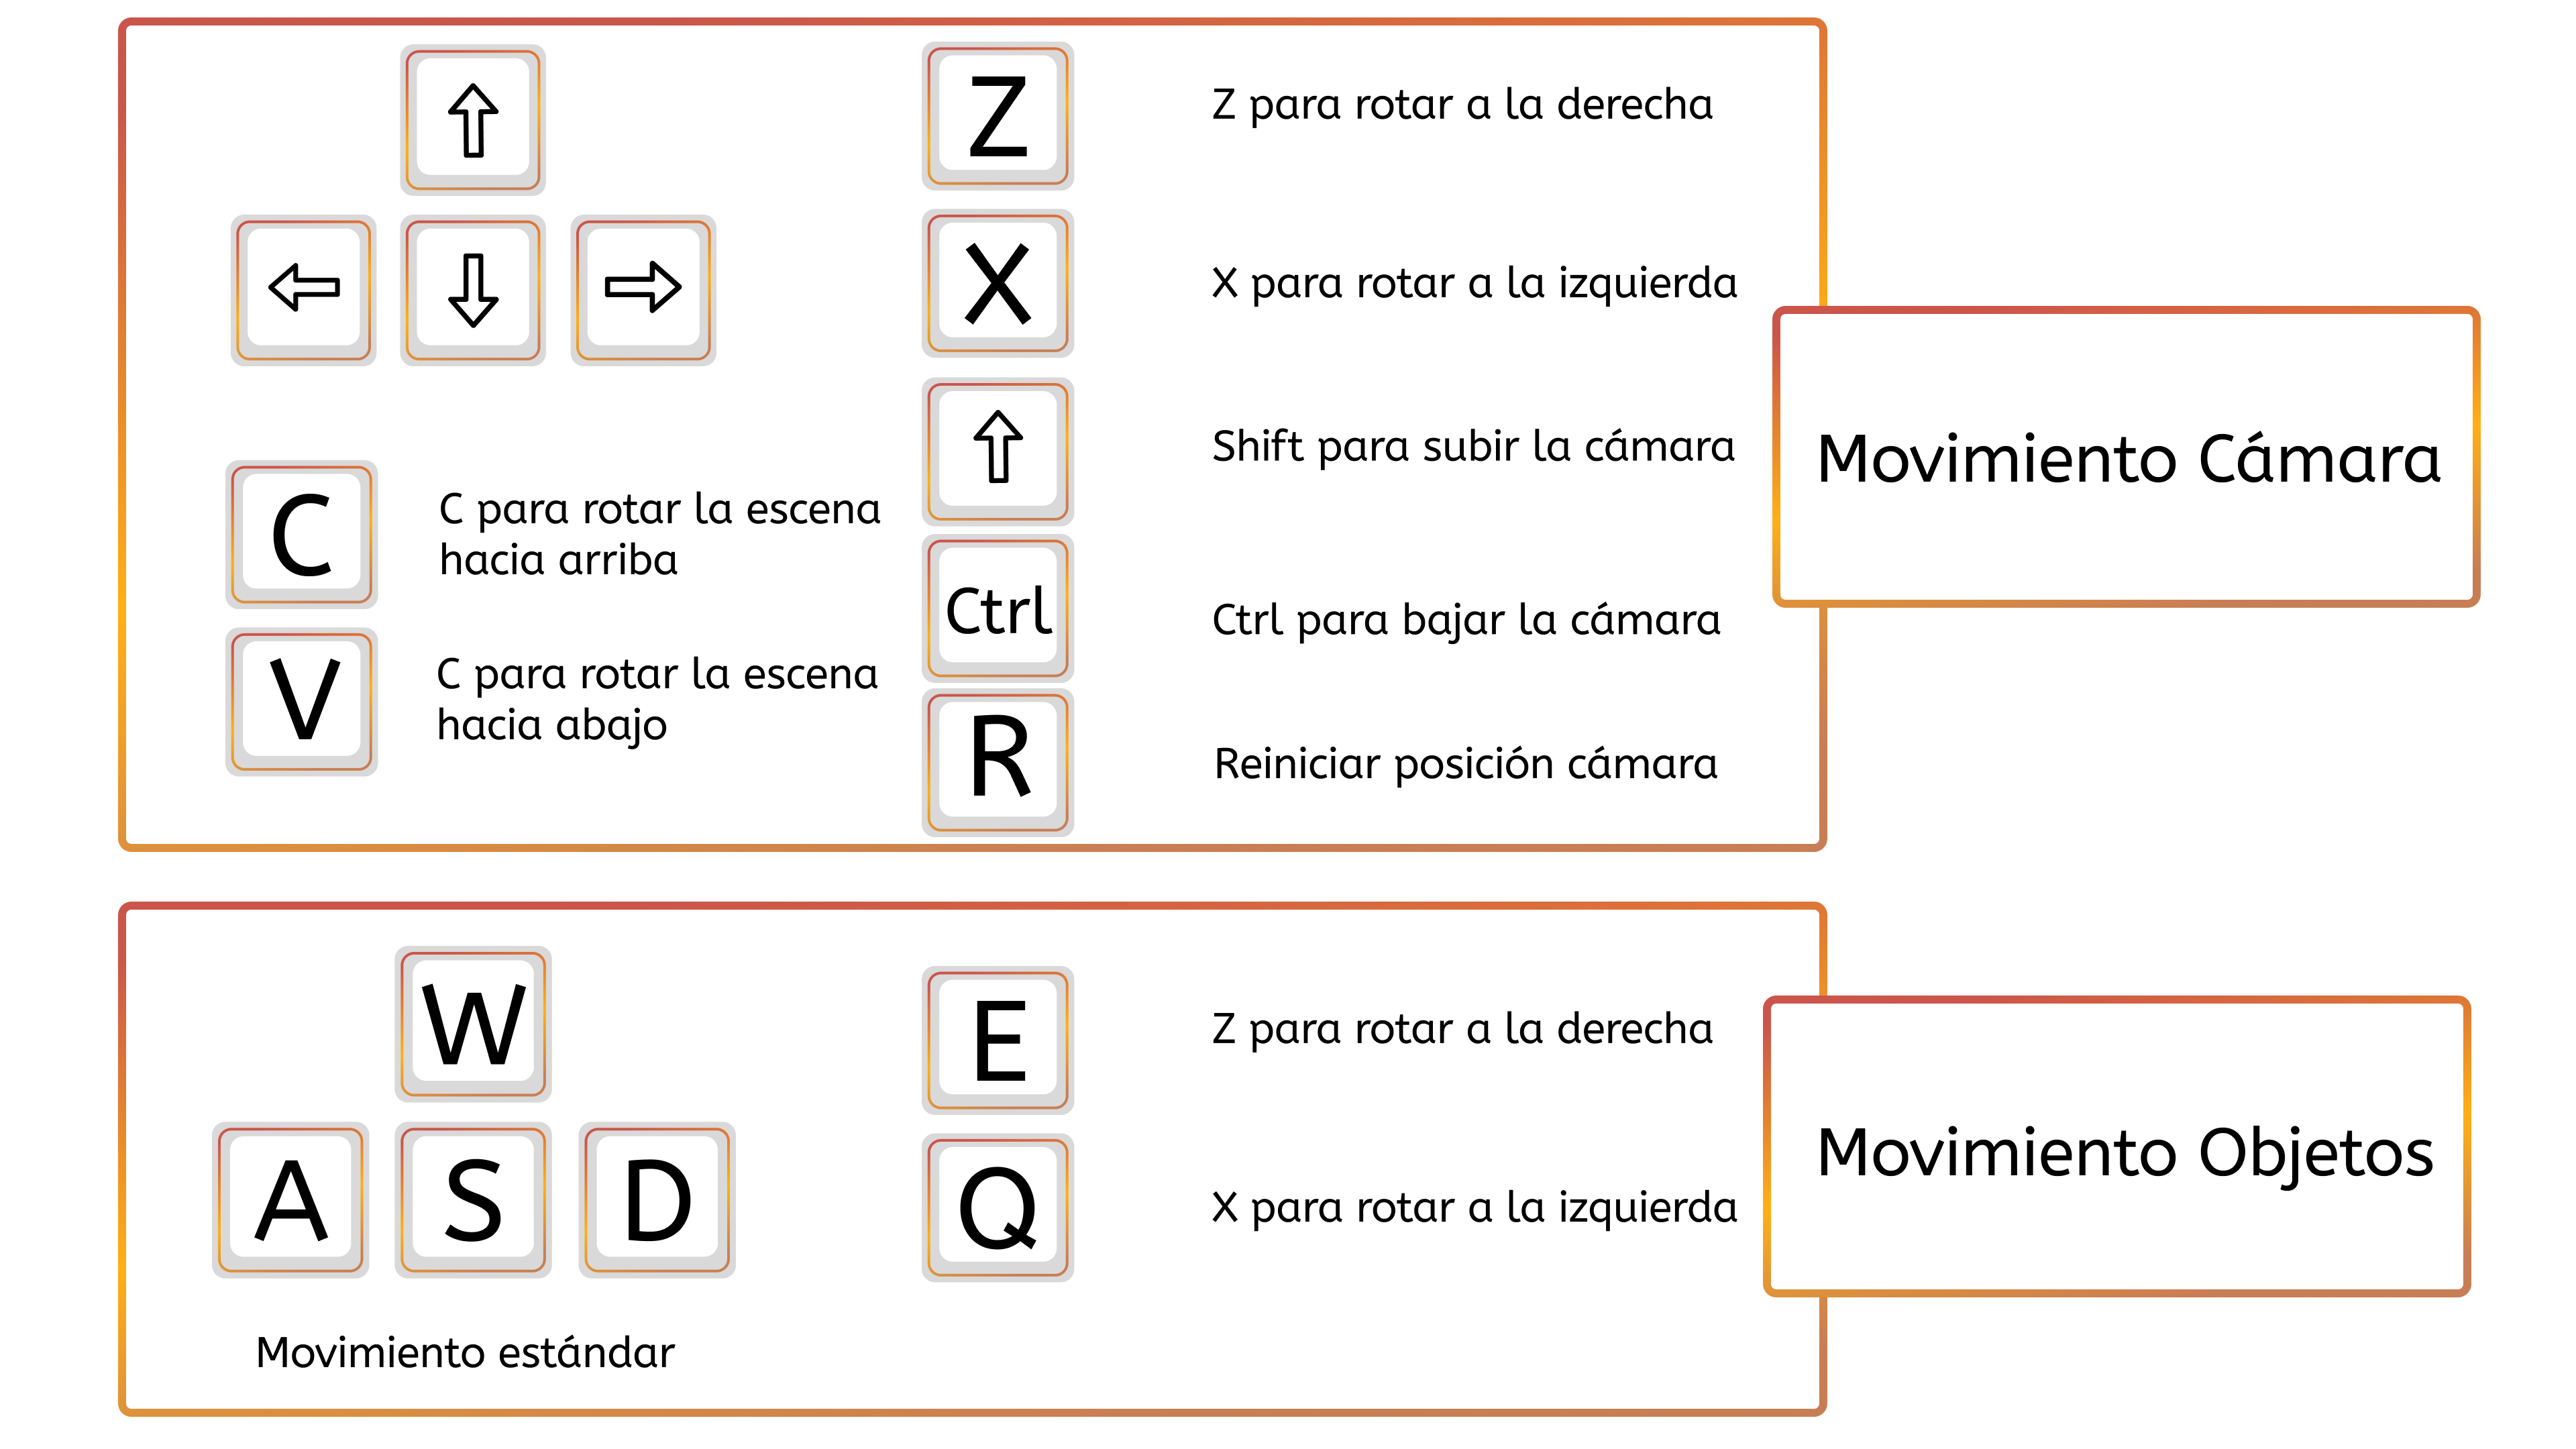 Z
Z para rotar a la derecha
X
X para rotar a la izquierda
Shift para subir la cámara
C
C para rotar la escena
hacia arriba
Ctrl
Ctrl para bajar la cámara
V
C para rotar la escena
hacia abajo
R
Reiniciar posición cámara
Movimiento Cámara
W
A
S
D
Movimiento estándar
E
Z para rotar a la derecha
Q
X para rotar a la izquierda
Movimiento Objetos